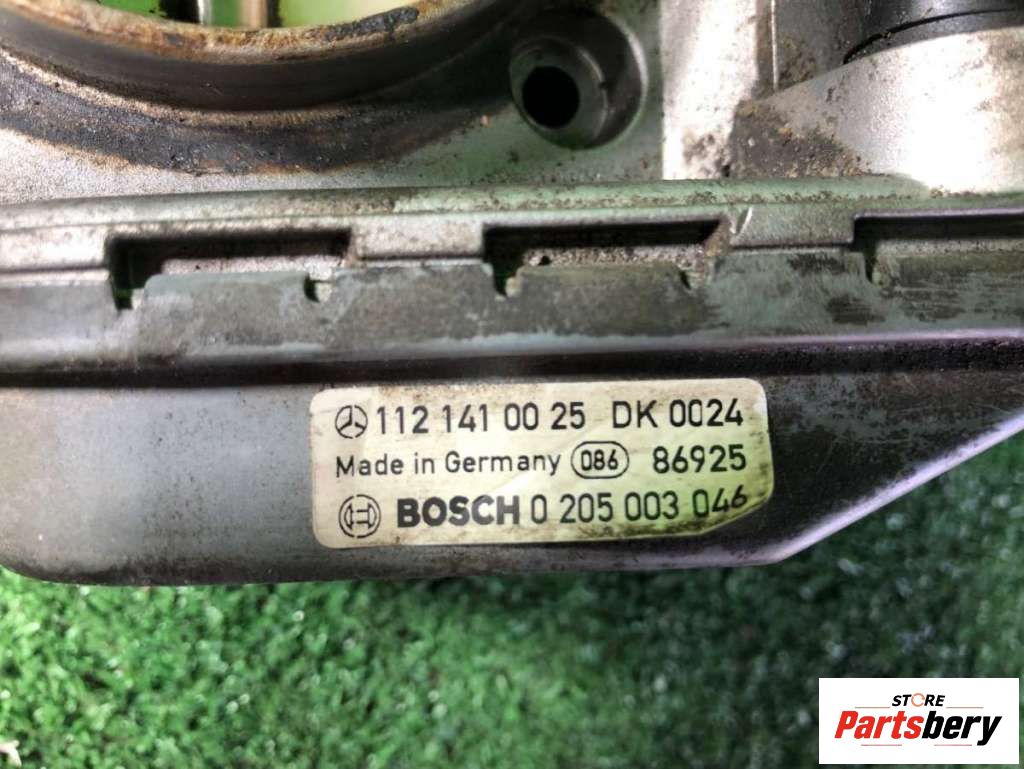 112 141 00 25 DK 0024
Made in Germany 086 86925
BOSCH 0 205 003 046
STORE
Partsbery